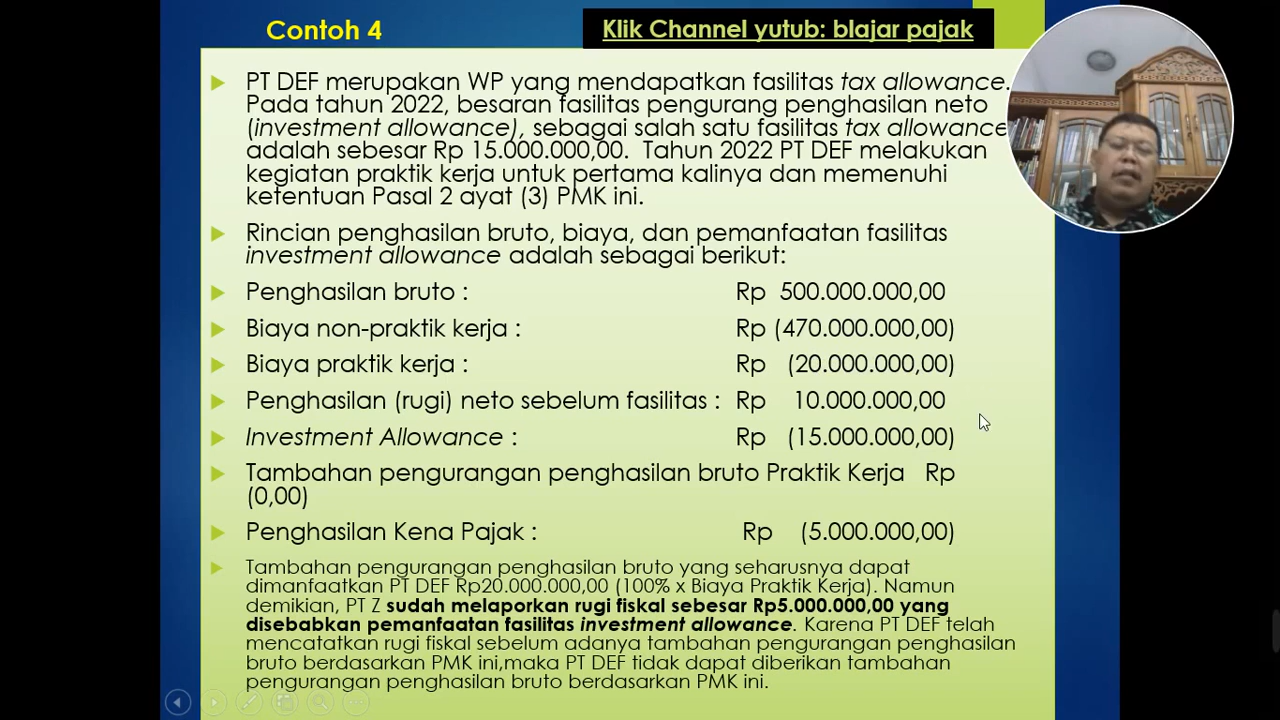 Contoh 4
Klik Channel yutub: blajar pajak
PT DEF merupakan WP yang mendapatkan fasilitas tax allowance.
Pada tahun 2022, besaran fasilitas pengurang penghasilan neto
(investment allowance), sebagai salah satu fasilitas tax allowance
adalah sebesar Rp 15.000.000,00. Tahun 2022 PT DEF melakukan
kegiatan praktik kerja untuk pertama kalinya dan memenuhi
ketentuan Pasal 2 ayat (3) PMK ini.
Rincian penghasilan bruto, biaya, dan pemanfaatan fasilitas
investment allowance adalah sebagai berikut:
Penghasilan bruto : Rp 500.000.000,00
Biaya non-praktik kerja : Rp (470.000.000,00)
Biaya praktik kerja : Rp (20.000.000,00)
Penghasilan (rugi) neto sebelum fasilitas : Rp 10.000.000,00
Investment Allowance : Rp (15.000.000,00)
Tambahan pengurangan penghasilan bruto Praktik Kerja Rp
(0,00)
Penghasilan Kena Pajak : Rp (5.000.000,00)
Tambahan pengurangan penghasilan bruto yang seharusnya dapat
dimanfaatkan PT DEF Rp20.000.000,00 (100% x Biaya Praktik Kerja). Namun
demikian, PT Z sudah melaporkan rugi fiskal sebesar Rp5.000.000,00 yang
disebabkan pemanfaatan fasilitas investment allowance. Karena PT DEF telah
mencatatkan rugi fiskal sebelum adanya tambahan pengurangan penghasilan
bruto berdasarkan PMK ini,maka PT DEF tidak dapat diberikan tambahan
pengurangan penghasilan bruto berdasarkan PMK ini.